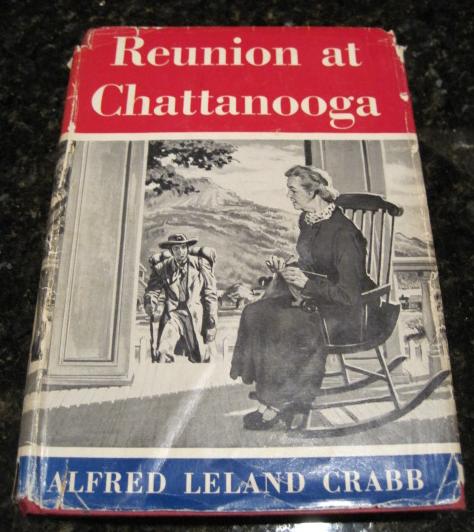 Reunion at
Chattanooga
ALFRED LELAND CRABB